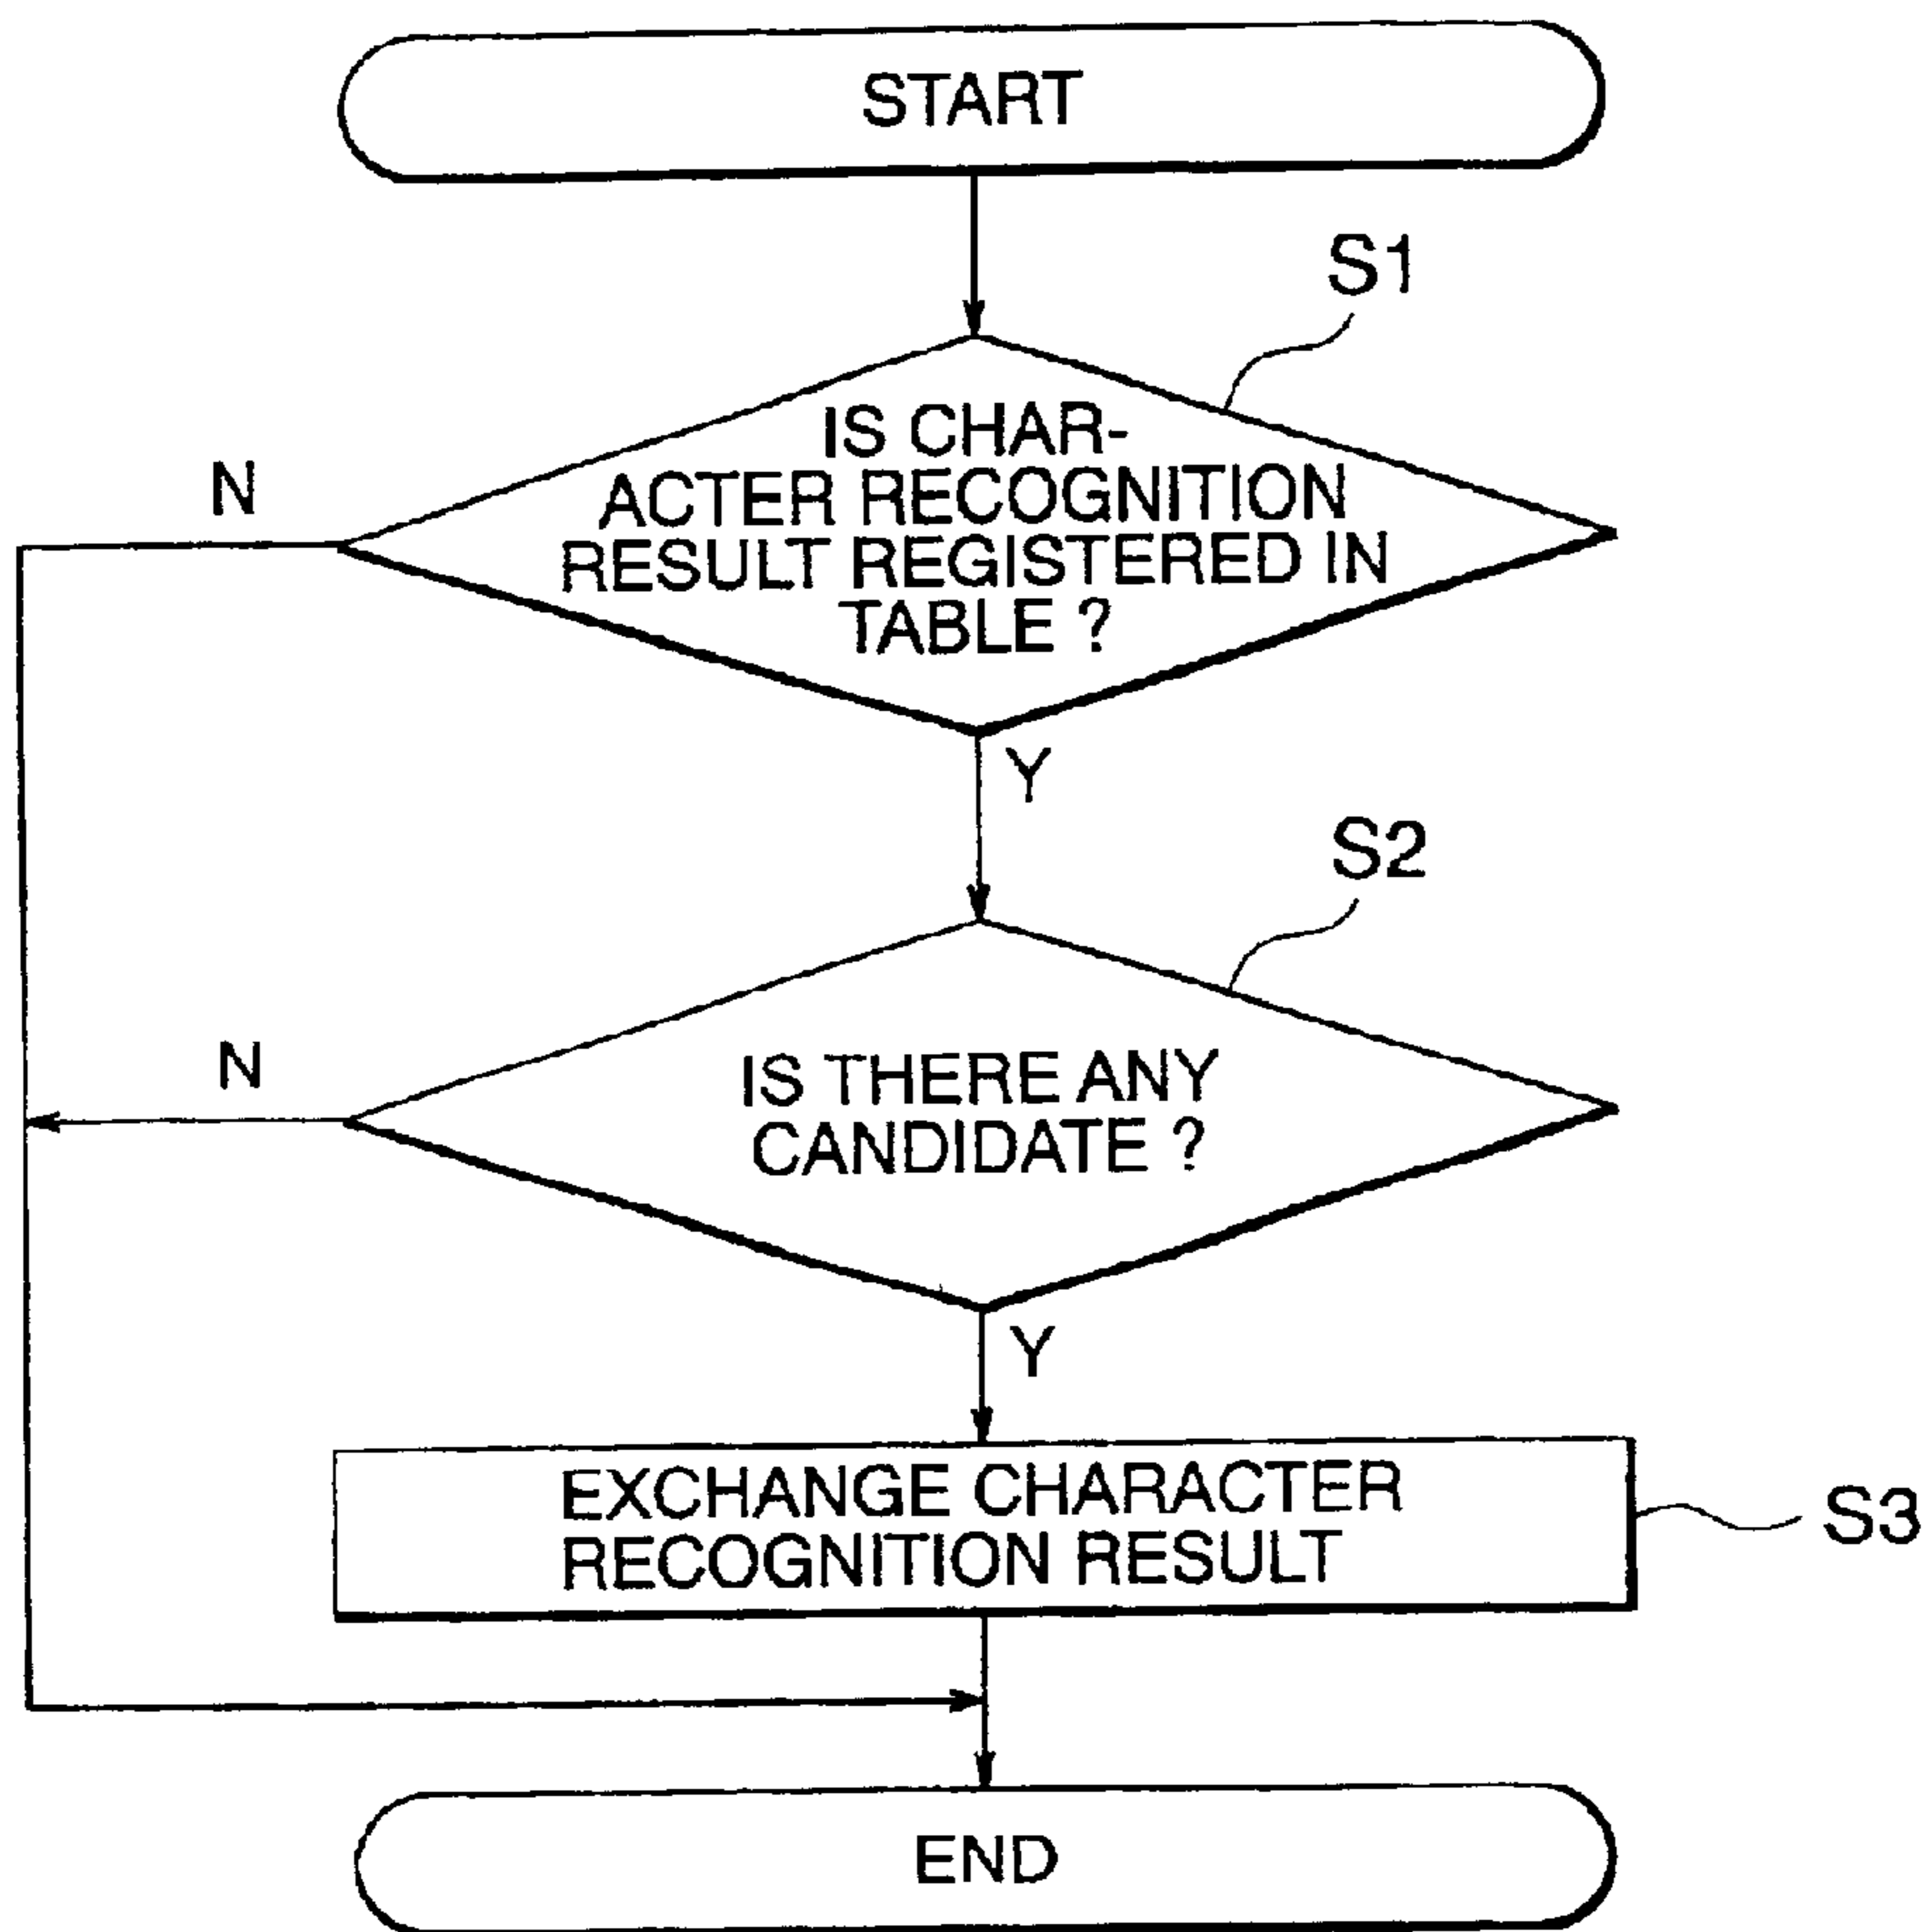 START
S1
IS CHAR-
ACTER RECOGNITION
RESULT REGISTERED IN
TABLE ?
N
Y
S2
IS THERE ANY
CANDIDATE ?
N
Y
EXCHANGE CHARACTER
RECOGNITION RESULT
S3
END